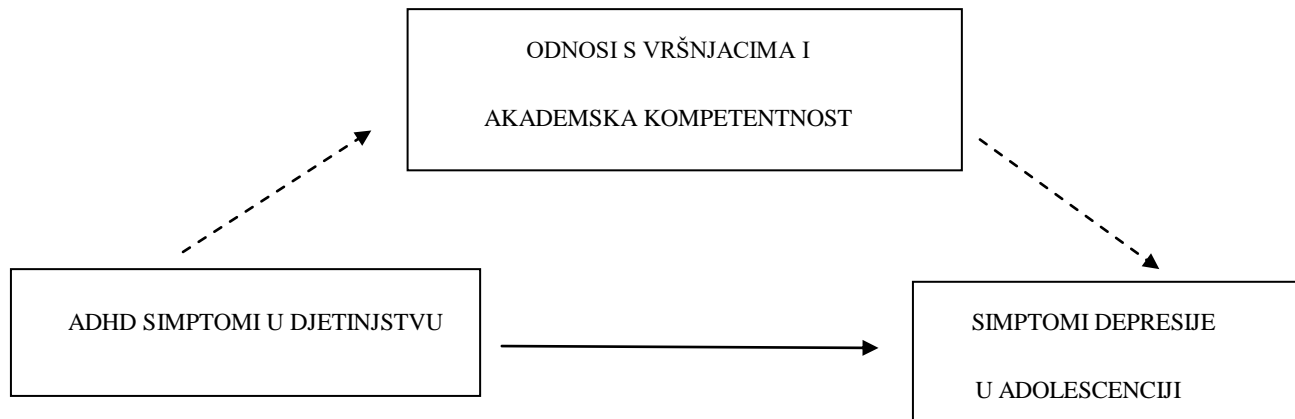 ODNOSI S VRŠNJACIMA I
AKADEMSKA KOMPETENTNOST
ADHD SIMPTOMI U DJETINJSTVU
SIMPTOMI DEPRESIJE
U ADOLESCENCIJI